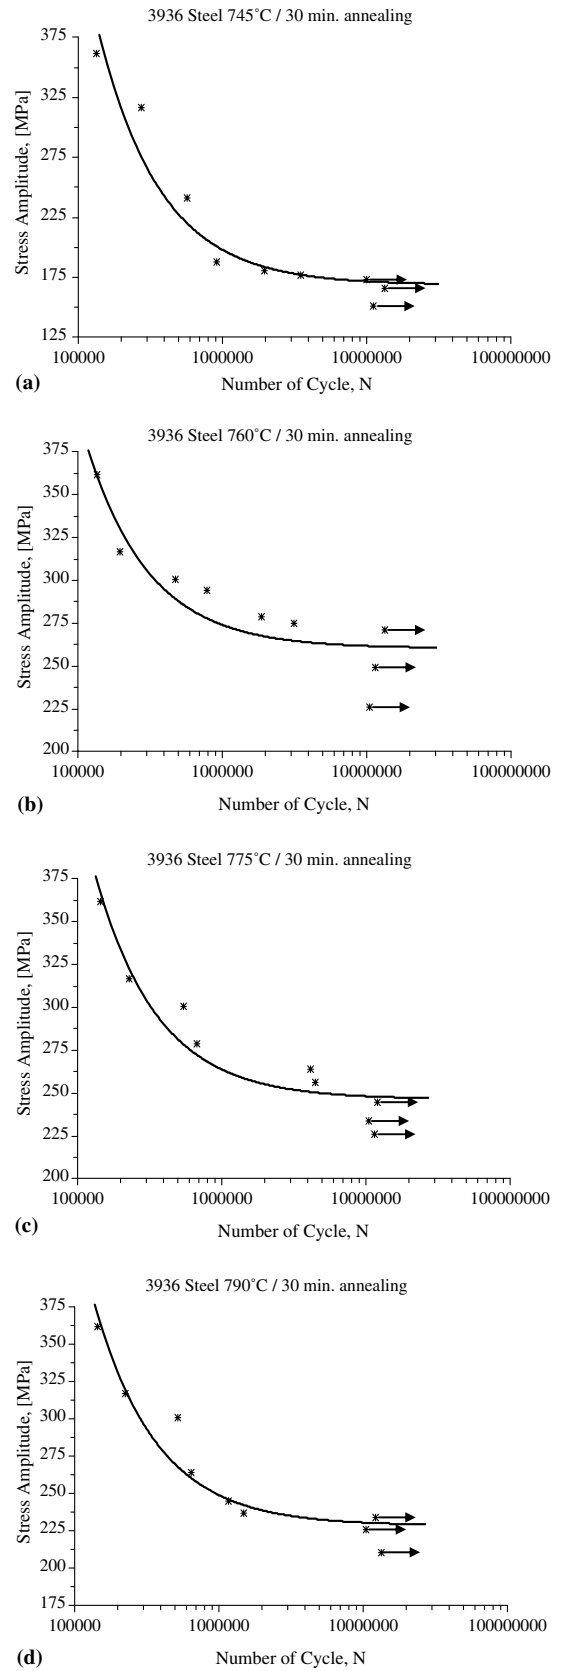 3936 Steel 745°C / 30 min. annealing
375
325
275
225
175
125
Stress Amplitude, [MPa]
100000 1000000 10000000 100000000
(a) Number of Cycle, N
3936 Steel 760°C / 30 min. annealing
375
350
325
300
275
250
225
200
Stress Amplitude, [MPa]
100000 1000000 10000000 100000000
(b) Number of Cycle, N
3936 Steel 775°C / 30 min. annealing
375
350
325
300
275
250
225
200
Stress Amplitude, [MPa]
100000 1000000 10000000 100000000
(c) Number of Cycle, N
3936 Steel 790°C / 30 min. annealing
375
350
325
300
275
250
225
200
175
Stress Amplitude, [MPa]
100000 1000000 10000000 100000000
(d) Number of Cycle, N